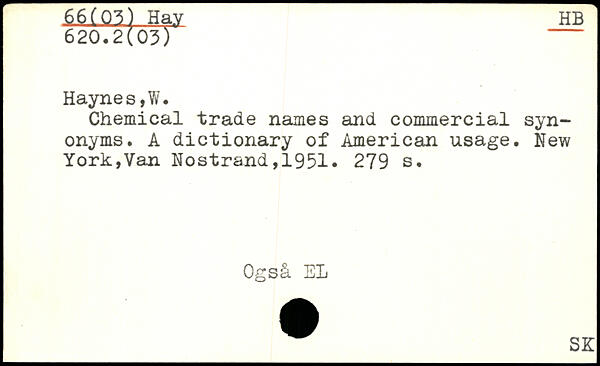 66(03) Hay HB
620.2(03)
Haynes,W.
Chemical trade names and commercial syn-
onyms. A dictionary of American usage. New
York,Van Nostrand,1951. 279 s.
Også EL
SK